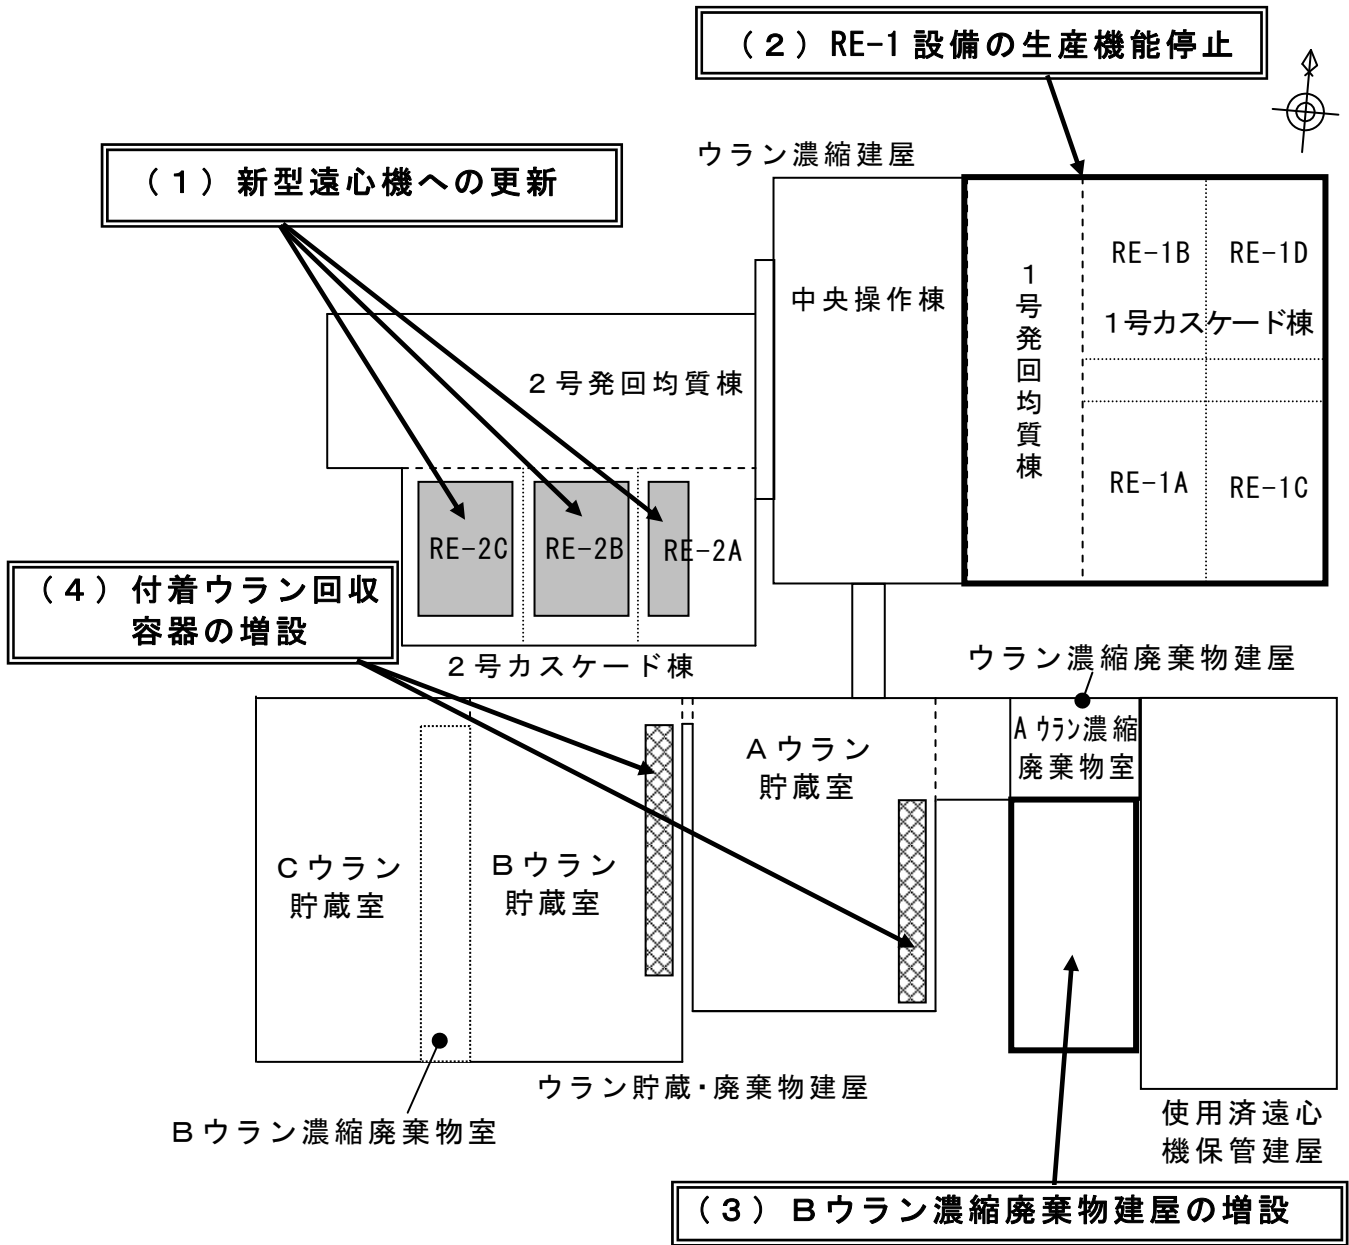 （２）RE-1設備の生産機能停止
（１）新型遠心機への更新
ウラン濃縮建屋
中央操作棟
１号発回均質棟
RE-1B
RE-1D
１号カスケード棟
RE-1A
RE-1C
２号発回均質棟
RE-2C
RE-2B
RE-2A
２号カスケード棟
（４）付着ウラン回収
容器の増設
ウラン濃縮廃棄物建屋
Aウラン濃縮
廃棄物室
Aウラン
貯蔵室
Bウラン
貯蔵室
Cウラン
貯蔵室
ウラン貯蔵・廃棄物建屋
Bウラン濃縮廃棄物室
使用済遠心
機保管建屋
（３）Bウラン濃縮廃棄物建屋の増設